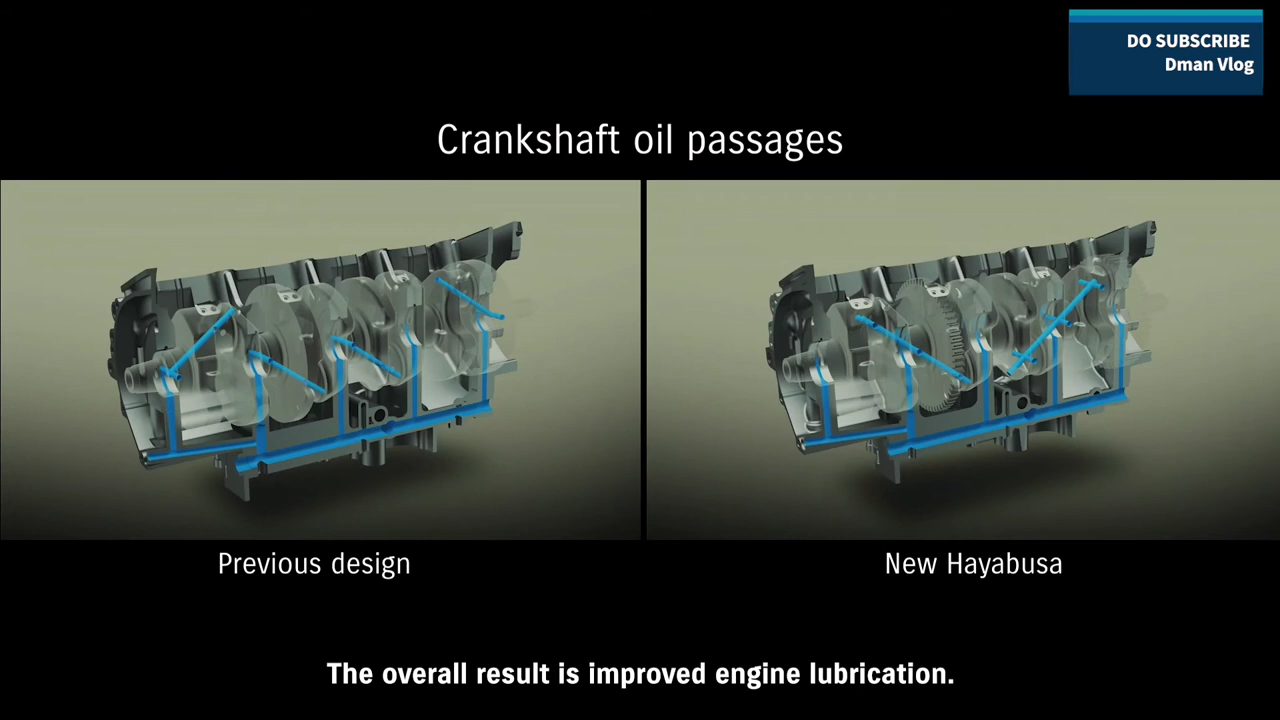 DO SUBSCRIBE
Dman Vlog
Crankshaft oil passages
Previous design
New Hayabusa
The overall result is improved engine lubrication.